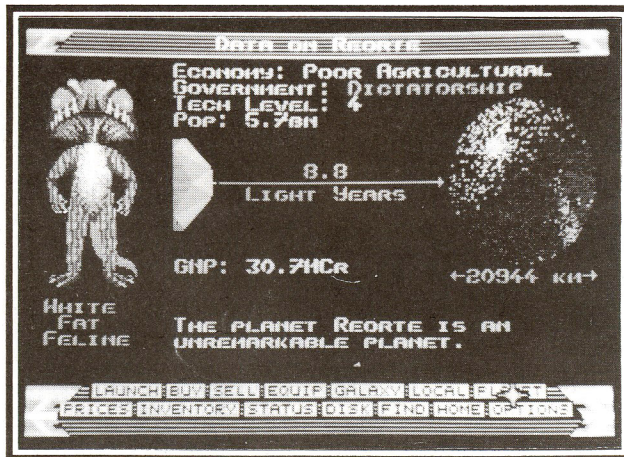 Data on Reorte
Economy: Poor Agricultural
Government: Dictatorship
Tech Level: 4
Pop: 5.7bn
8.8
Light Years
GNP: 30.7MCr
←20944 km→
White
Fat
Feline
The planet Reorte is an
unremarkable planet.
LAUNCH BUY SELL EQUIP GALAXY LOCAL
PRICES INVENTORY STATUS DISK FIND HOME OPTIONS